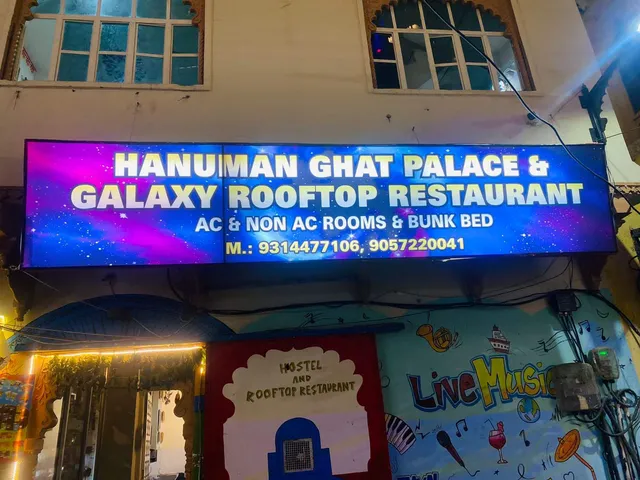 HANUMAN GHAT PALACE &
GALAXY ROOFTOP RESTAURANT
AC & NON AC ROOMS & BUNK BED
M.: 9314477106, 9057220041
HOSTEL
AND
ROOFTOP RESTAURANT
Live Music